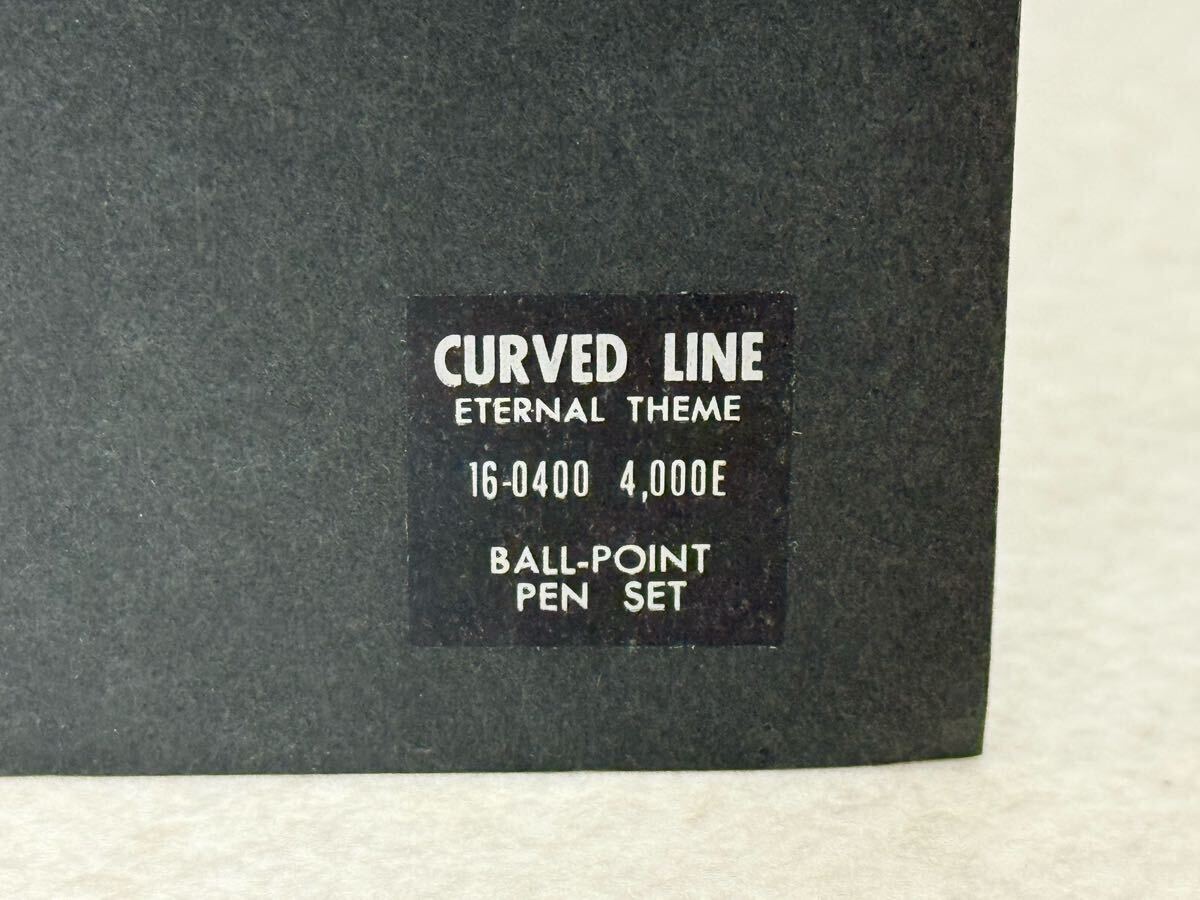 CURVED LINE
ETERNAL THEME
16-0400 4,000E
BALL-POINT
PEN SET